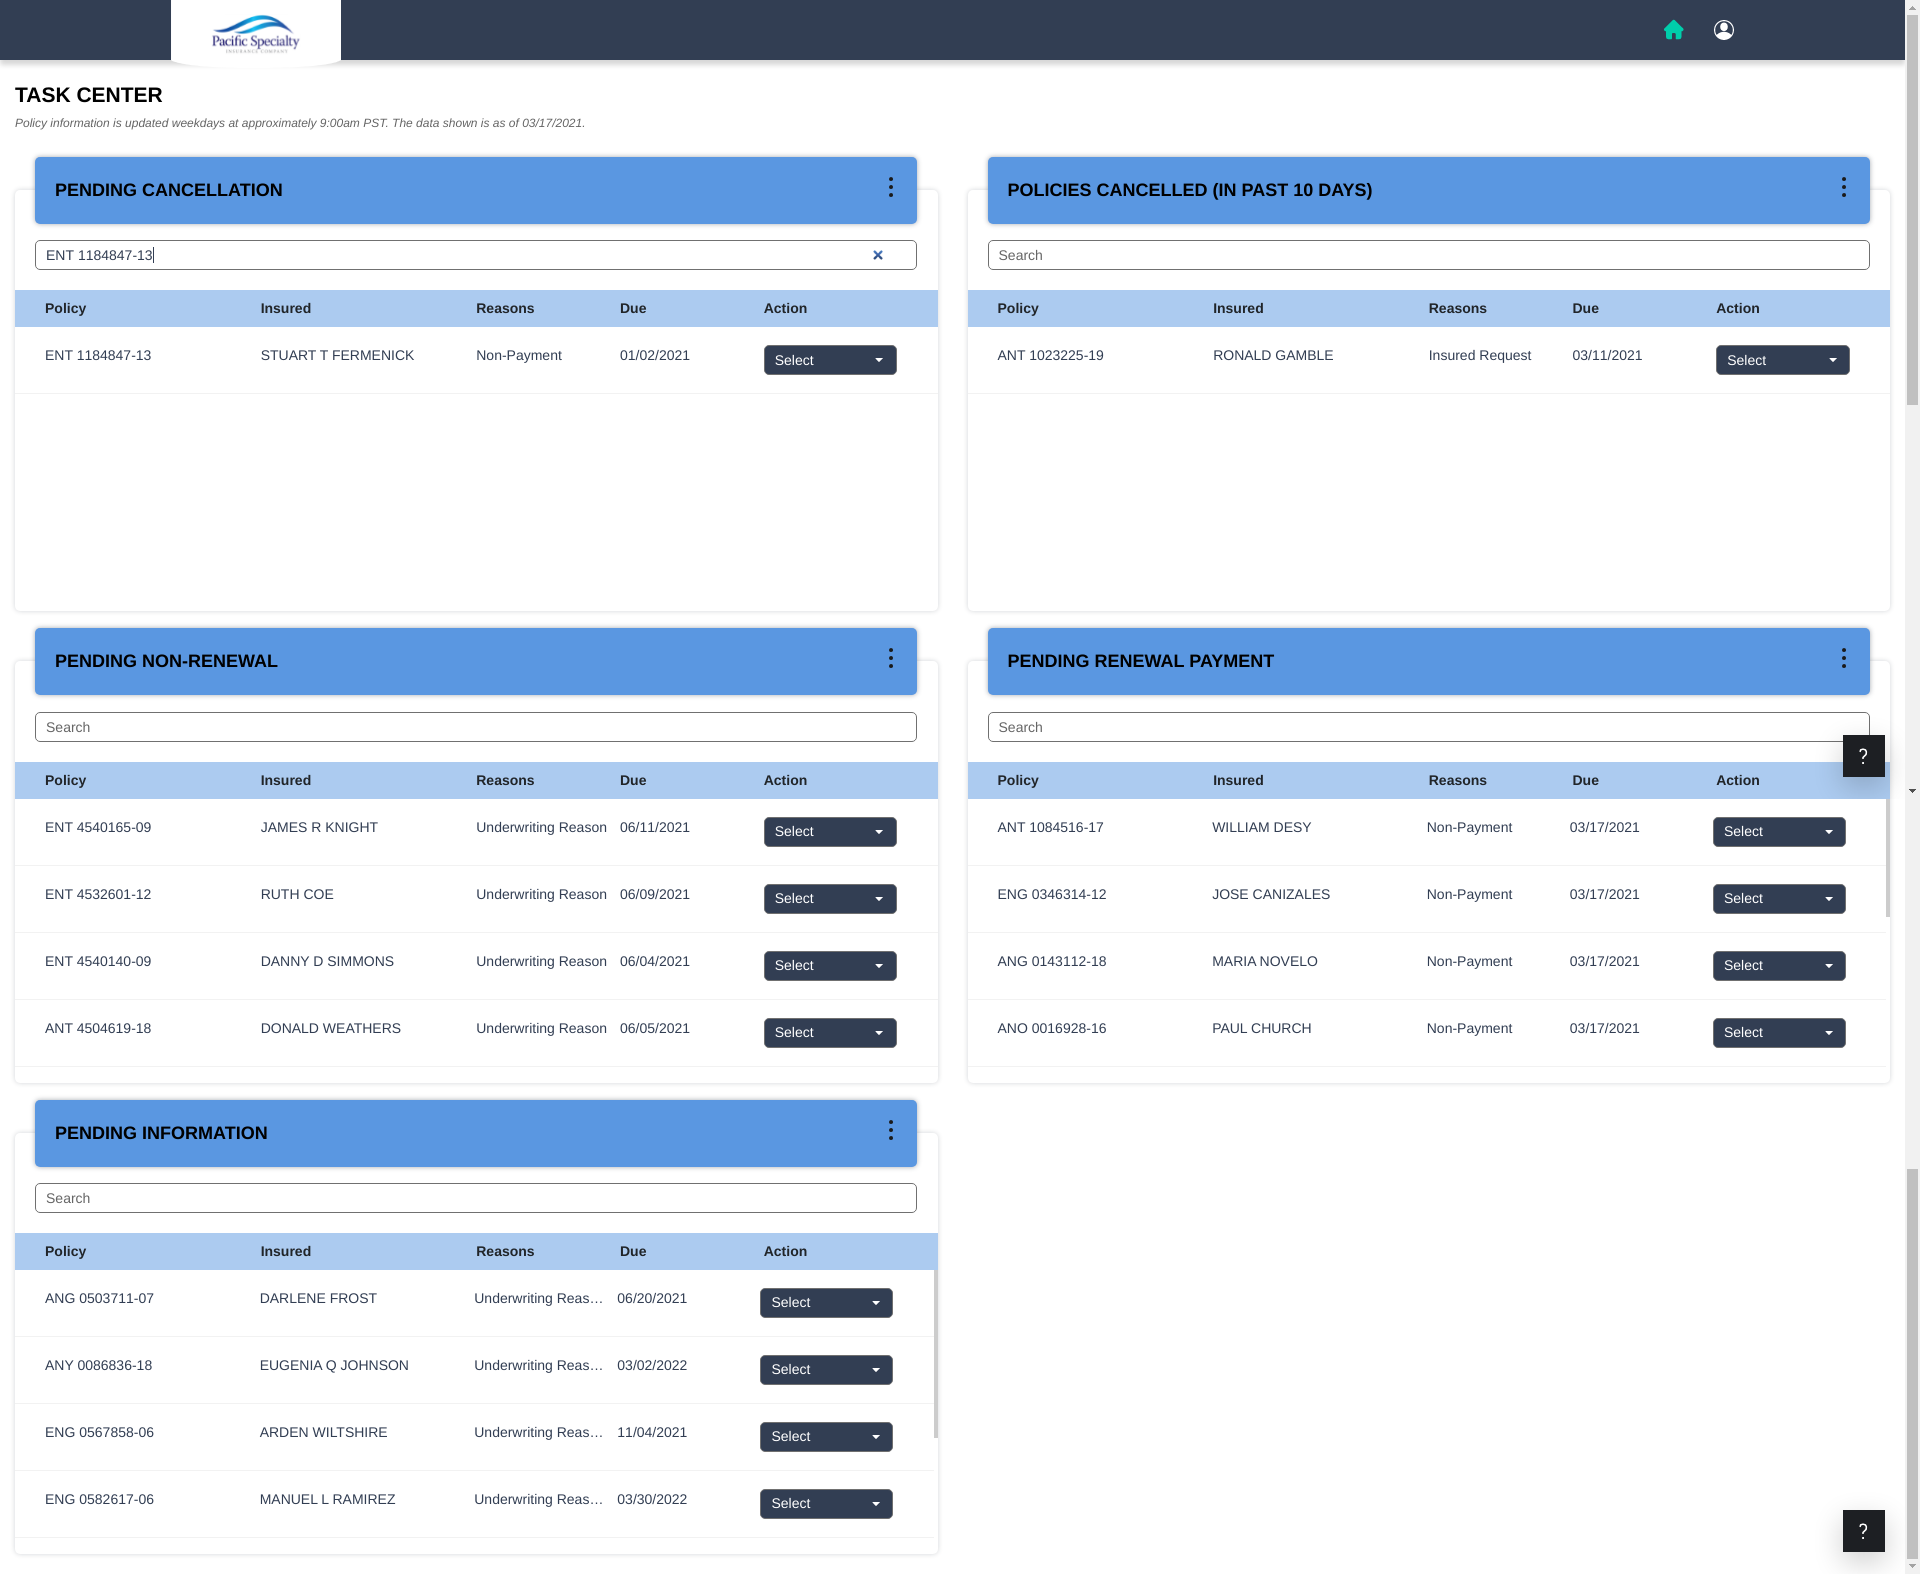 Pacific Specialty
INSURANCE COMPANY
TASK CENTER
Policy information is updated weekdays at approximately 9:00am PST. The data shown is as of 03/17/2021.
PENDING CANCELLATION
ENT 1184847-13
Policy Insured Reasons Due Action
ENT 1184847-13 STUART T FERMENICK Non-Payment 01/02/2021 Select
POLICIES CANCELLED (IN PAST 10 DAYS)
Search
Policy Insured Reasons Due Action
ANT 1023225-19 RONALD GAMBLE Insured Request 03/11/2021 Select
PENDING NON-RENEWAL
Search
Policy Insured Reasons Due Action
ENT 4540165-09 JAMES R KNIGHT Underwriting Reason 06/11/2021 Select
ENT 4532601-12 RUTH COE Underwriting Reason 06/09/2021 Select
ENT 4540140-09 DANNY D SIMMONS Underwriting Reason 06/04/2021 Select
ANT 4504619-18 DONALD WEATHERS Underwriting Reason 06/05/2021 Select
PENDING RENEWAL PAYMENT
Search
?
Policy Insured Reasons Due Action
ANT 1084516-17 WILLIAM DESY Non-Payment 03/17/2021 Select
ENG 0346314-12 JOSE CANIZALES Non-Payment 03/17/2021 Select
ANG 0143112-18 MARIA NOVELO Non-Payment 03/17/2021 Select
ANO 0016928-16 PAUL CHURCH Non-Payment 03/17/2021 Select
PENDING INFORMATION
Search
Policy Insured Reasons Due Action
ANG 0503711-07 DARLENE FROST Underwriting Reas… 06/20/2021 Select
ANY 0086836-18 EUGENIA Q JOHNSON Underwriting Reas… 03/02/2022 Select
ENG 0567858-06 ARDEN WILTSHIRE Underwriting Reas… 11/04/2021 Select
ENG 0582617-06 MANUEL L RAMIREZ Underwriting Reas… 03/30/2022 Select
?